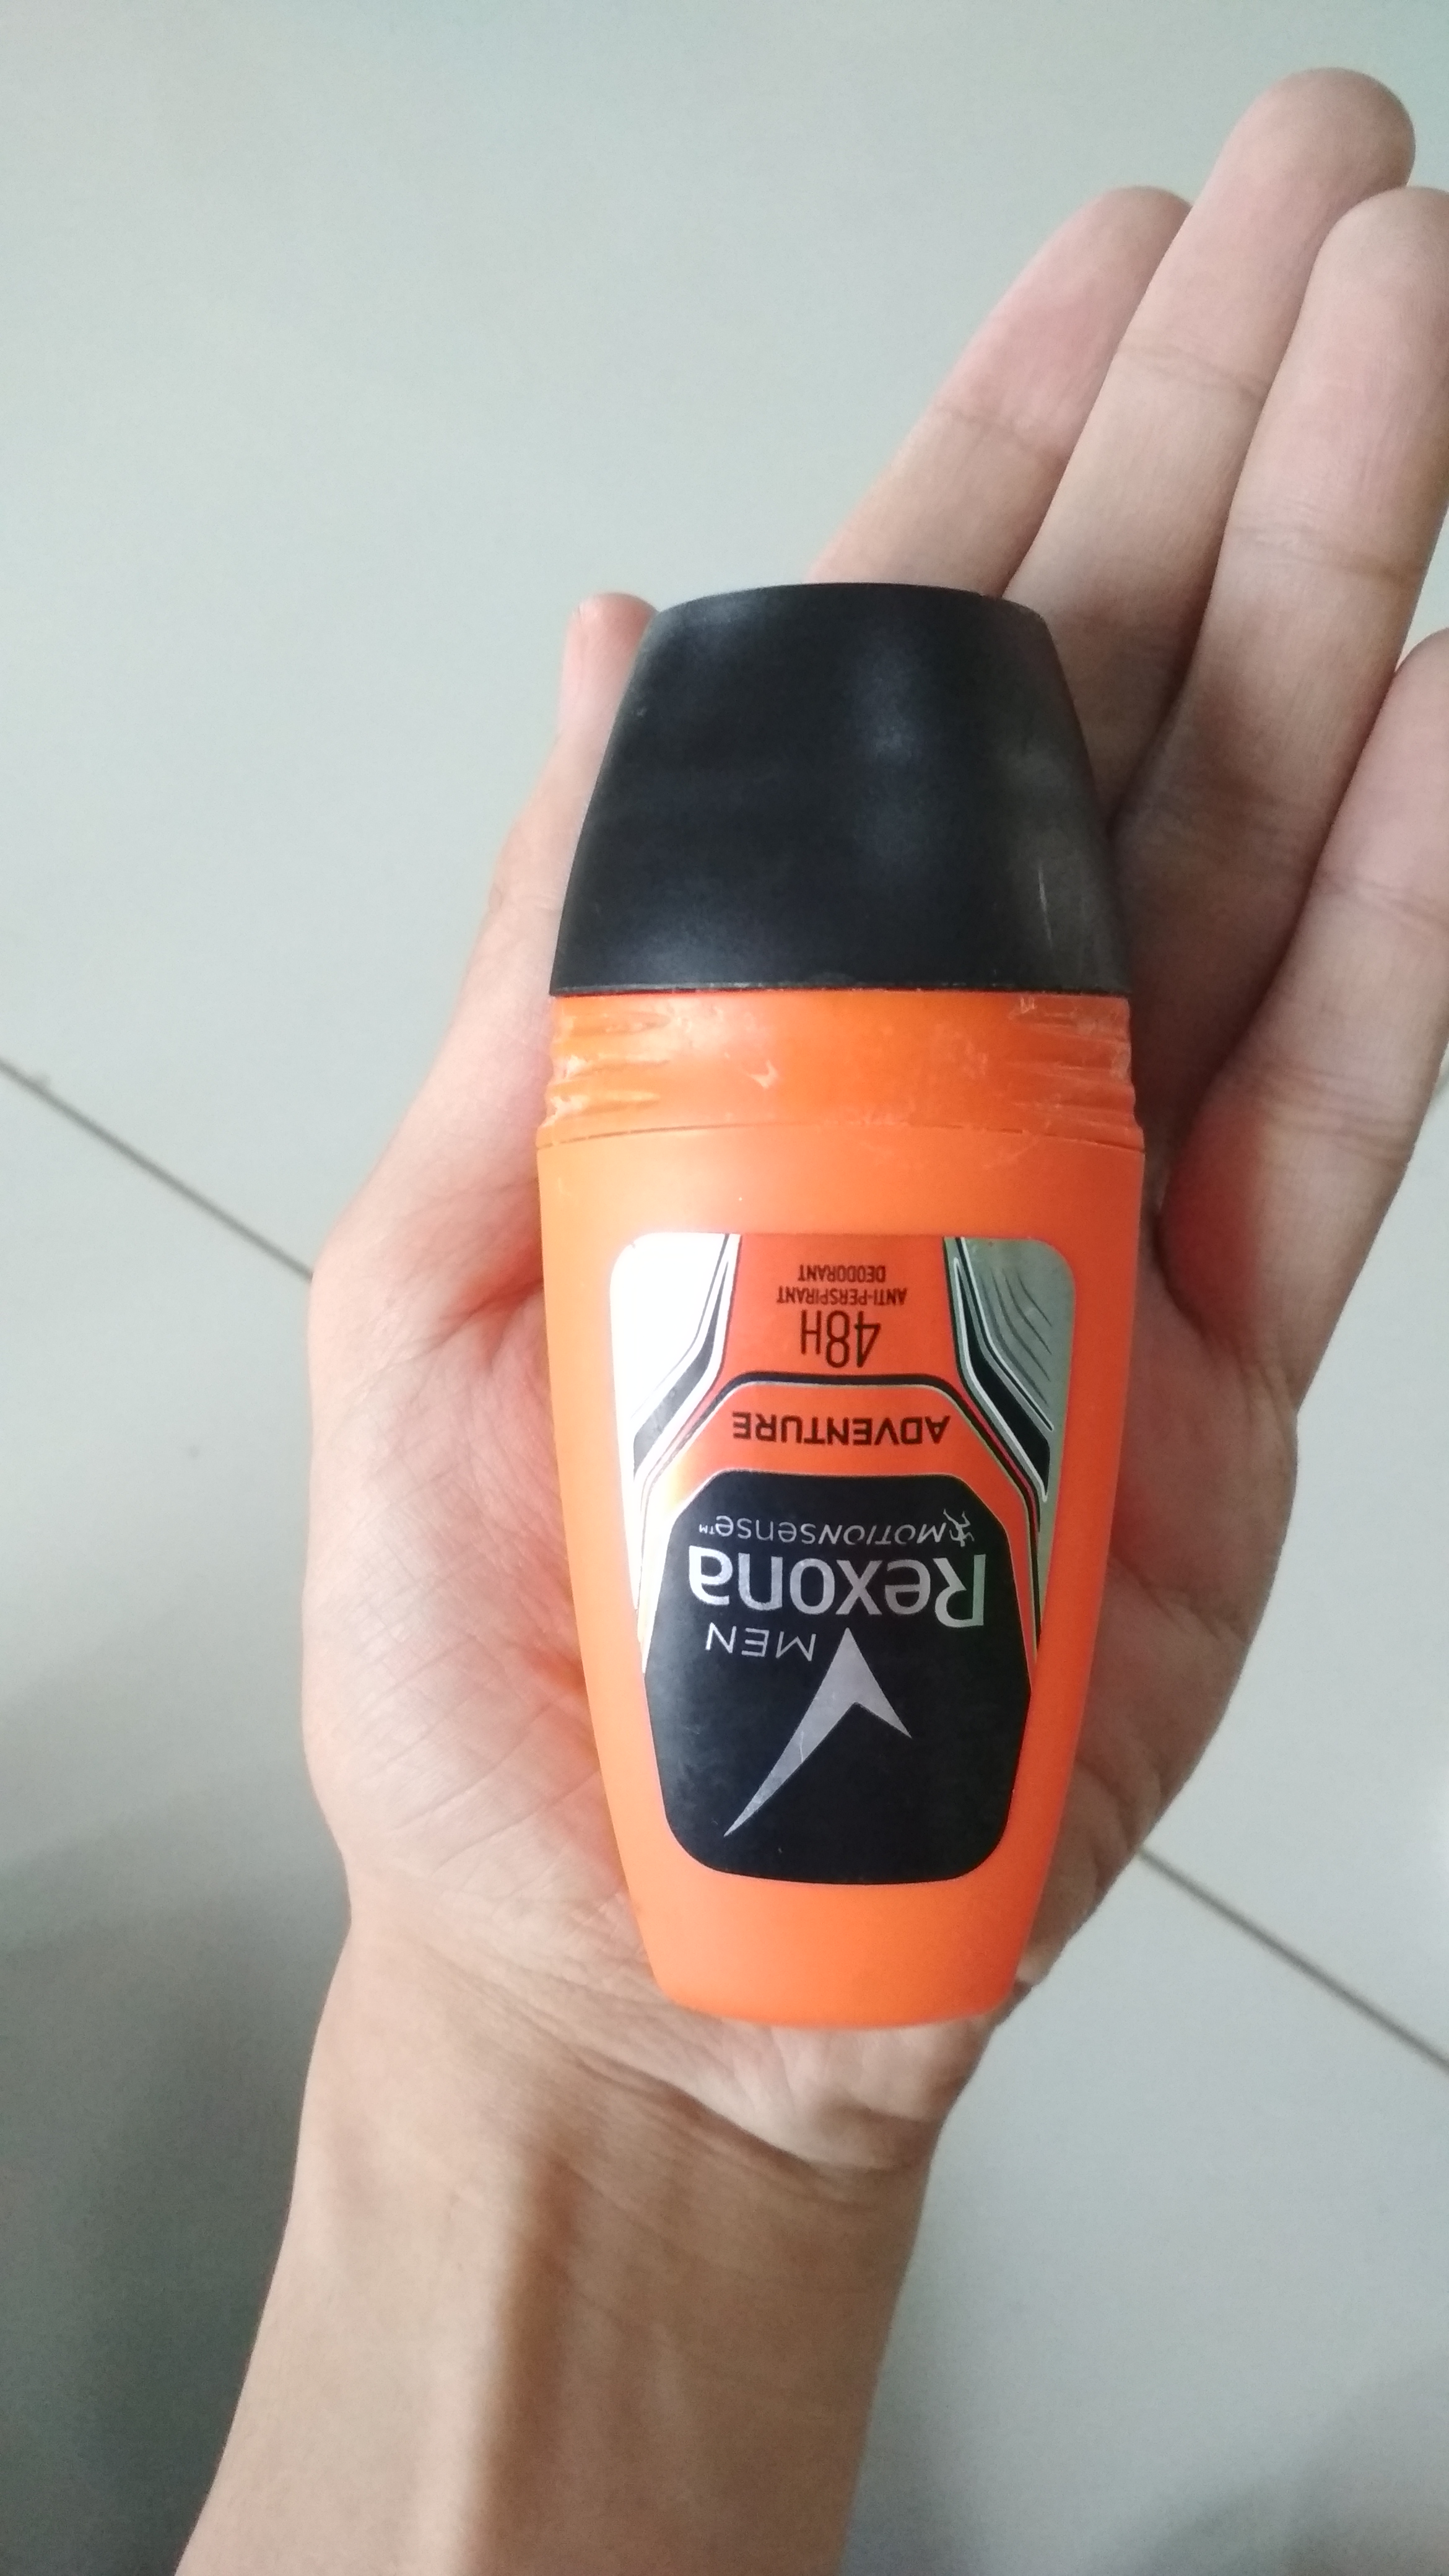 MEN
Rexona
MOTIONsense™
ADVENTURE
48H
ANTI-PERSPIRANT
DEODORANT